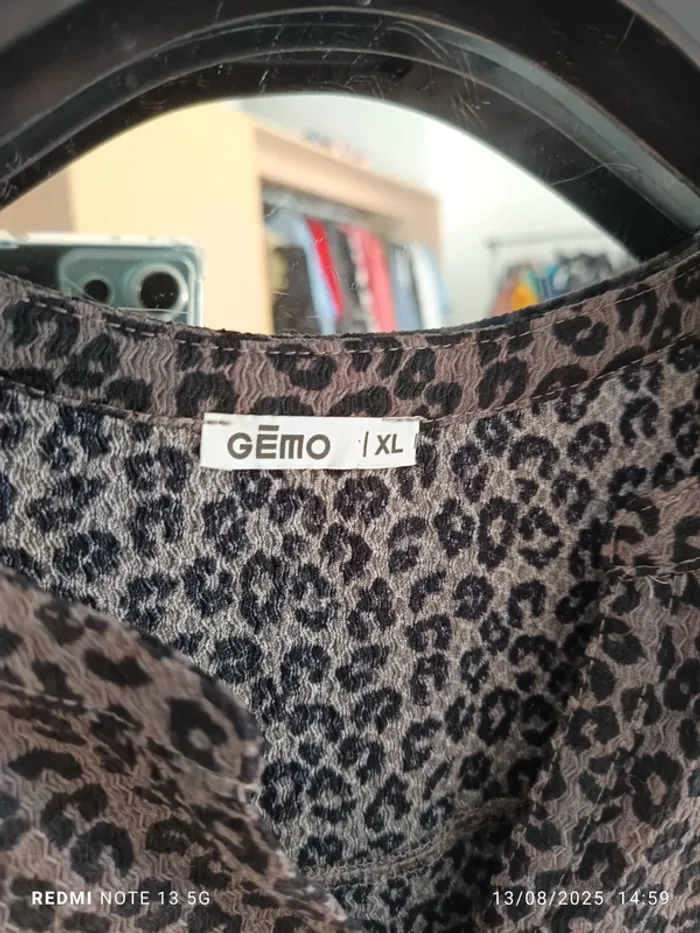 GĒMO | XL
REDMI NOTE 13 5G
13/08/2025 14:59